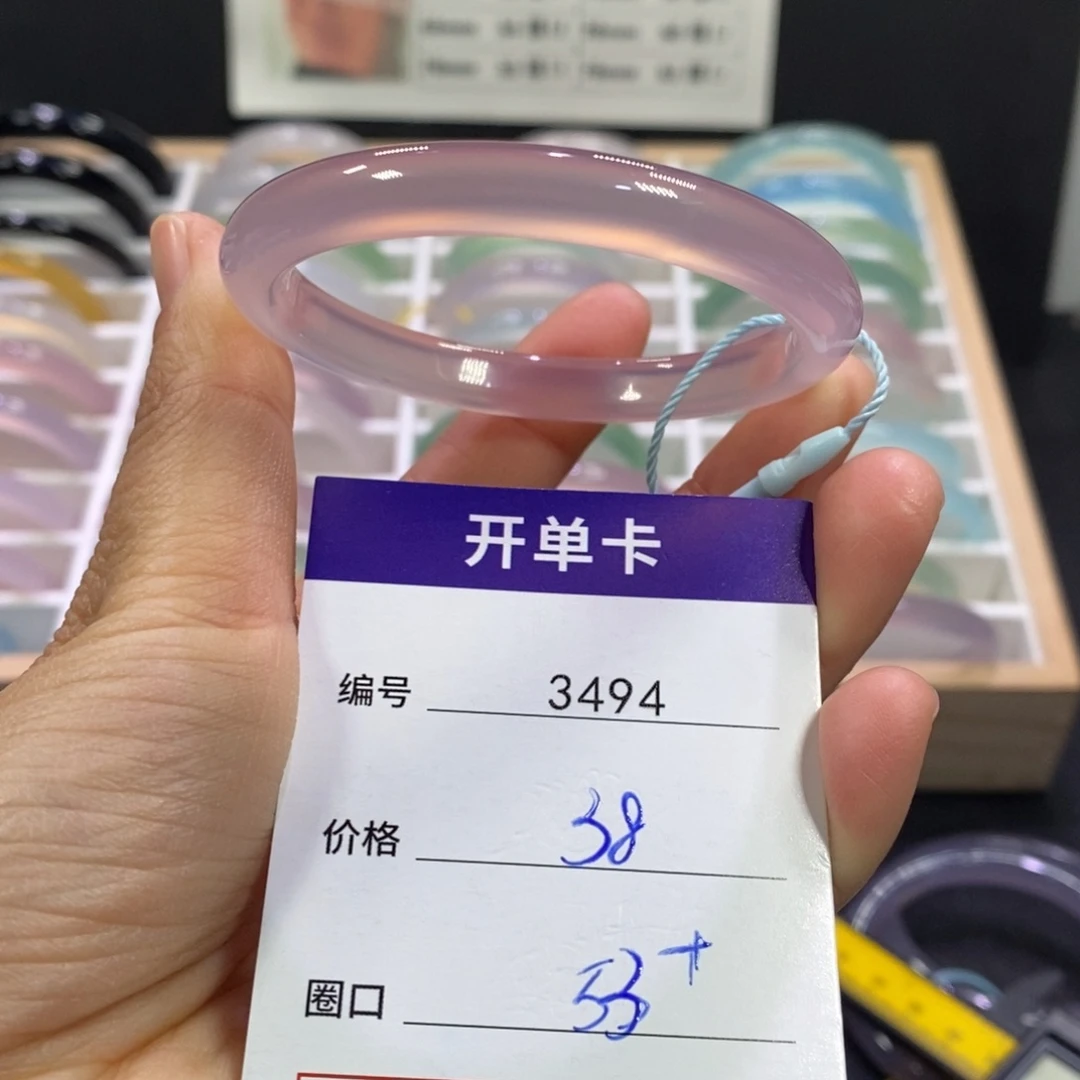 开单卡
编号 3494
价格 38
圈口 53+